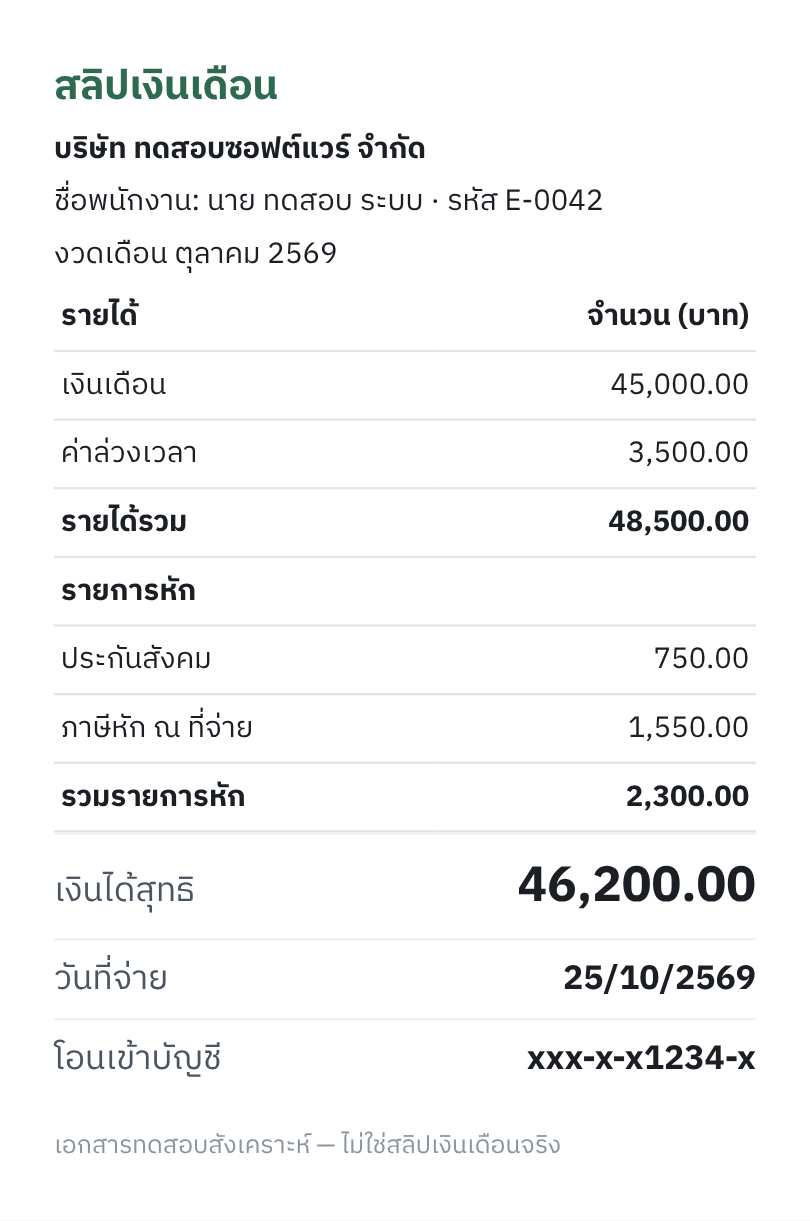 สลิปเงินเดือน
บริษัท ทดสอบซอฟต์แวร์ จำกัด
ชื่อพนักงาน: นาย ทดสอบ ระบบ · รหัส E-0042
งวดเดือน ตุลาคม 2569
รายได้ จำนวน (บาท)
เงินเดือน 45,000.00
ค่าล่วงเวลา 3,500.00
รายได้รวม 48,500.00
รายการหัก
ประกันสังคม 750.00
ภาษีหัก ณ ที่จ่าย 1,550.00
รวมรายการหัก 2,300.00
เงินได้สุทธิ 46,200.00
วันที่จ่าย 25/10/2569
โอนเข้าบัญชี xxx-x-x1234-x
เอกสารทดสอบสังเคราะห์ — ไม่ใช่สลิปเงินเดือนจริง